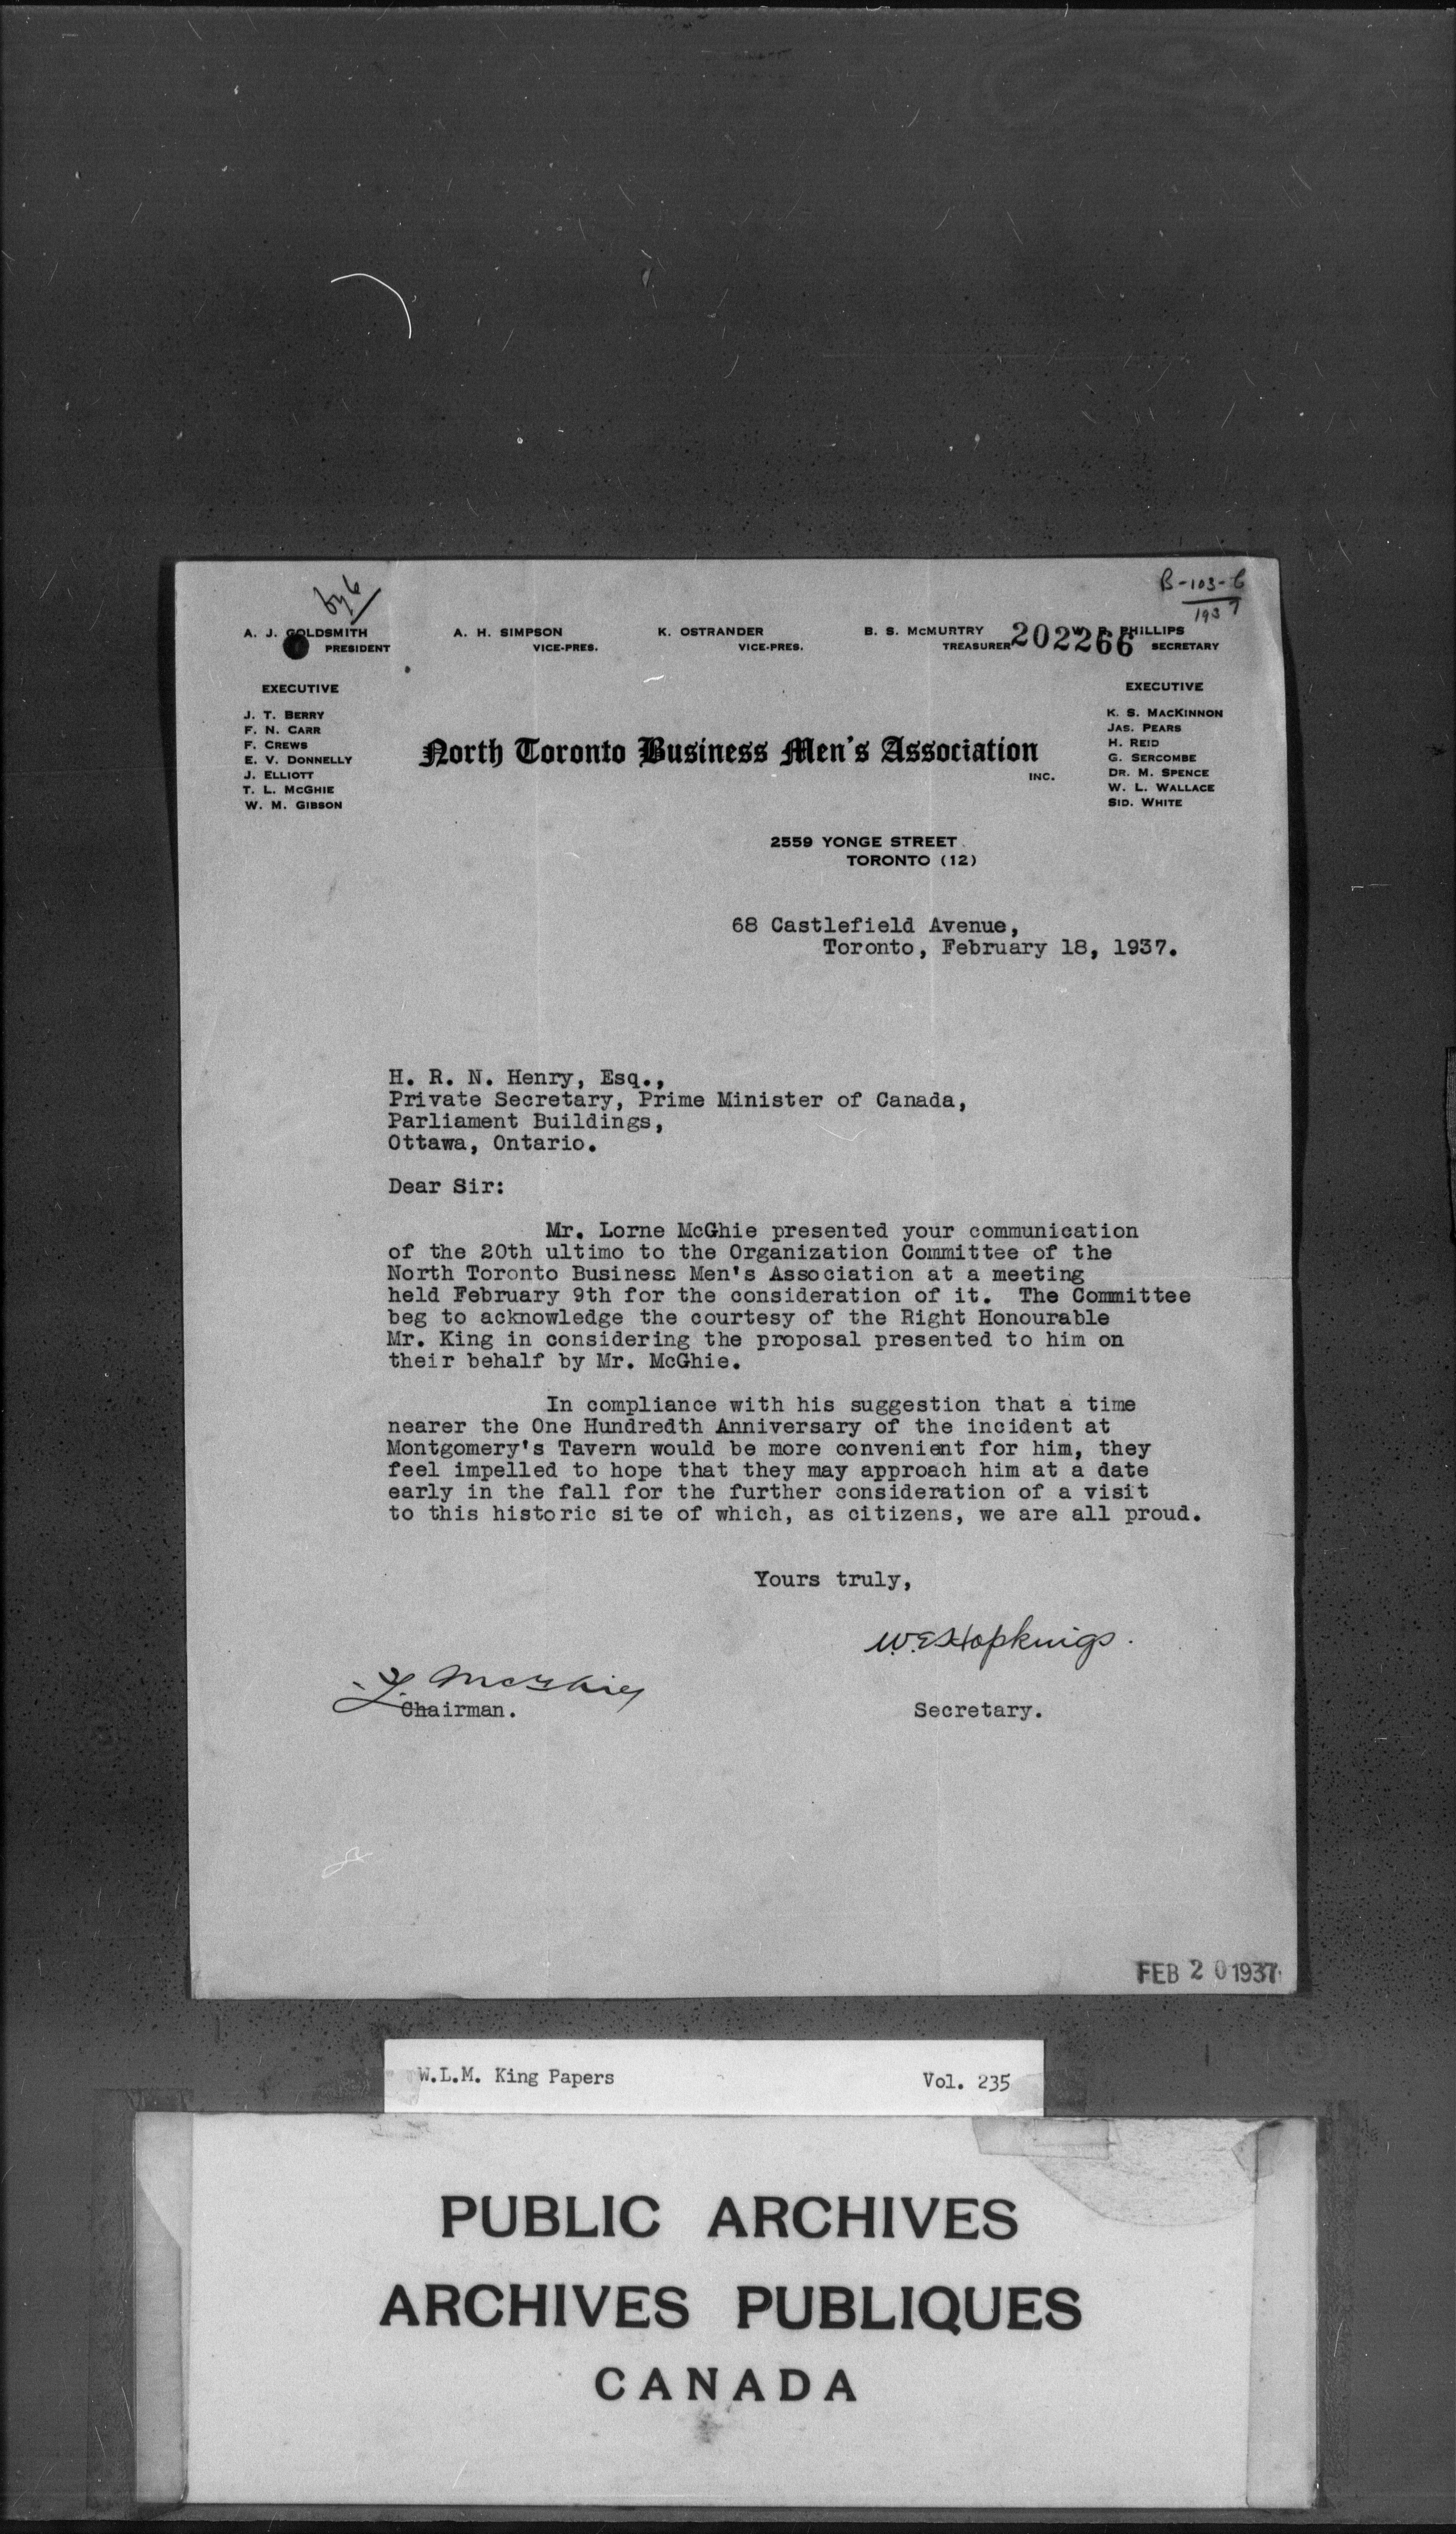 B-103-6
1937
202266
A. J. GOLDSMITH
PRESIDENT
A. H. SIMPSON
VICE-PRES.
K. OSTRANDER
VICE-PRES.
B. S. McMURTRY
TREASURER
PHILLIPS
SECRETARY
EXECUTIVE
J. T. BERRY
F. N. CARR
F. CREWS
E. V. DONNELLY
J. ELLIOTT
T. L. McGHIE
W. M. GIBSON
EXECUTIVE
K. S. MacKINNON
JAS. PEARS
H. REID
G. SERCOMBE
DR. M. SPENCE
W. L. WALLACE
SID. WHITE
North Toronto Business Men's Association
INC.
2559 YONGE STREET
TORONTO (12)
68 Castlefield Avenue,
Toronto, February 18, 1937.
H. R. N. Henry, Esq.,
Private Secretary, Prime Minister of Canada,
Parliament Buildings,
Ottawa, Ontario.
Dear Sir:
Mr. Lorne McGhie presented your communication
of the 20th ultimo to the Organization Committee of the
North Toronto Business Men's Association at a meeting
held February 9th for the consideration of it. The Committee
beg to acknowledge the courtesy of the Right Honourable
Mr. King in considering the proposal presented to him on
their behalf by Mr. McGhie.
In compliance with his suggestion that a time
nearer the One Hundredth Anniversary of the incident at
Montgomery's Tavern would be more convenient for him, they
feel impelled to hope that they may approach him at a date
early in the fall for the further consideration of a visit
to this historic site of which, as citizens, we are all proud.
Yours truly,
W. E. Hopkings.
L. McGhie
Chairman.
Secretary.
FEB 20 1937
W.L.M. King Papers
Vol. 235
PUBLIC ARCHIVES
ARCHIVES PUBLIQUES
CANADA